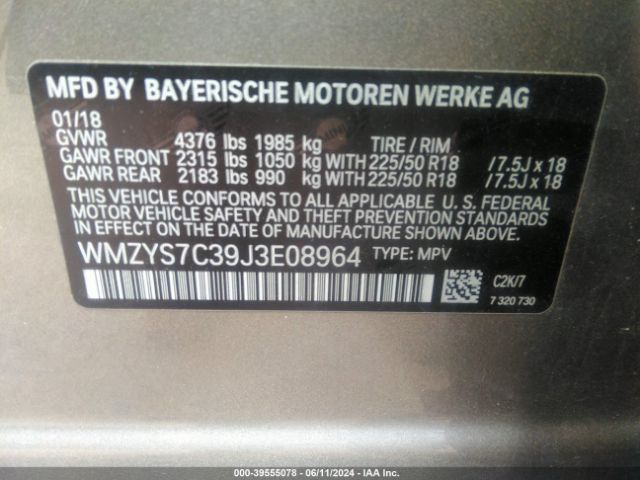 MFD BY BAYERISCHE MOTOREN WERKE AG
01/18
GVWR 4376 lbs 1985 kg TIRE / RIM
GAWR FRONT 2315 lbs 1050 kg WITH 225/50 R18 /7.5J x 18
GAWR REAR 2183 lbs 990 kg WITH 225/50 R18 /7.5J x 18
THIS VEHICLE CONFORMS TO ALL APPLICABLE U. S. FEDERAL
MOTOR VEHICLE SAFETY AND THEFT PREVENTION STANDARDS
IN EFFECT ON THE DATE OF MANUFACTURE SHOWN ABOVE.
WMZYS7C39J3E08964 TYPE: MPV
C2K/7
7 320 730
000-39555078 - 06/11/2024 - IAA Inc.